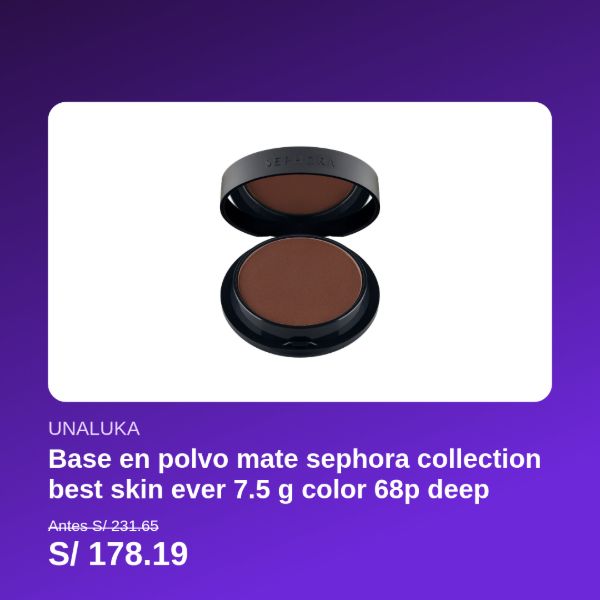 SEPHORA
UNALUKA
Base en polvo mate sephora collection
best skin ever 7.5 g color 68p deep
Antes S/ 231.65
S/ 178.19